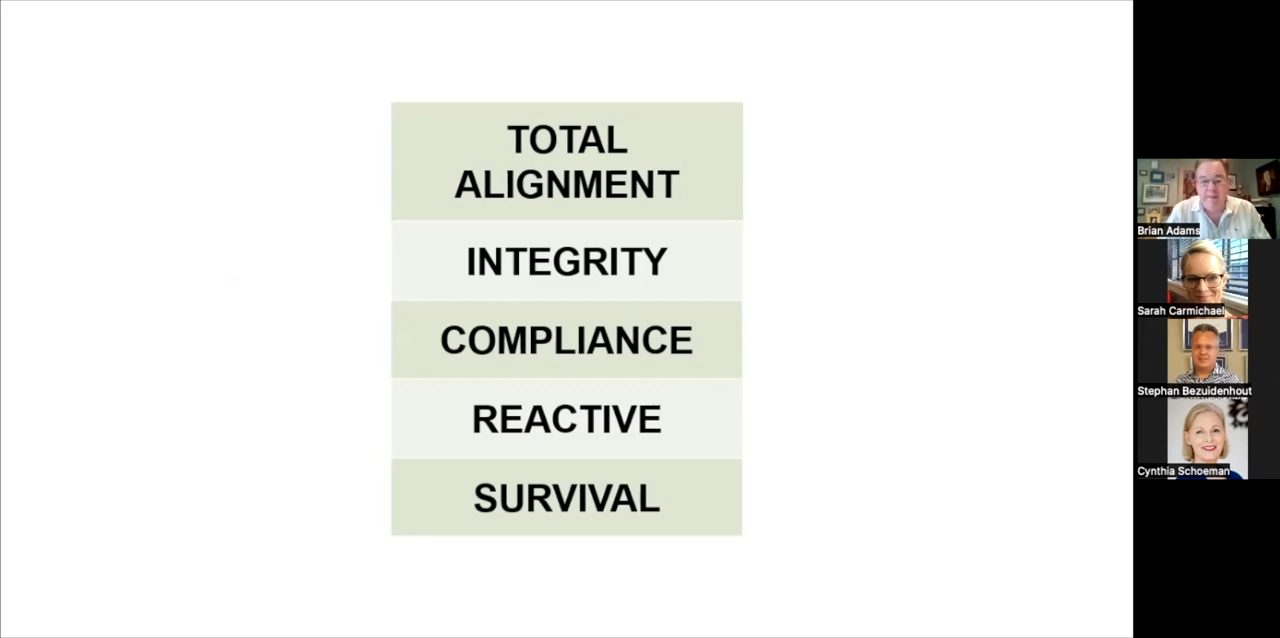 TOTAL
ALIGNMENT
INTEGRITY
COMPLIANCE
REACTIVE
SURVIVAL
Brian Adams
Sarah Carmichael
Stephan Bezuidenhout
Cynthia Schoeman